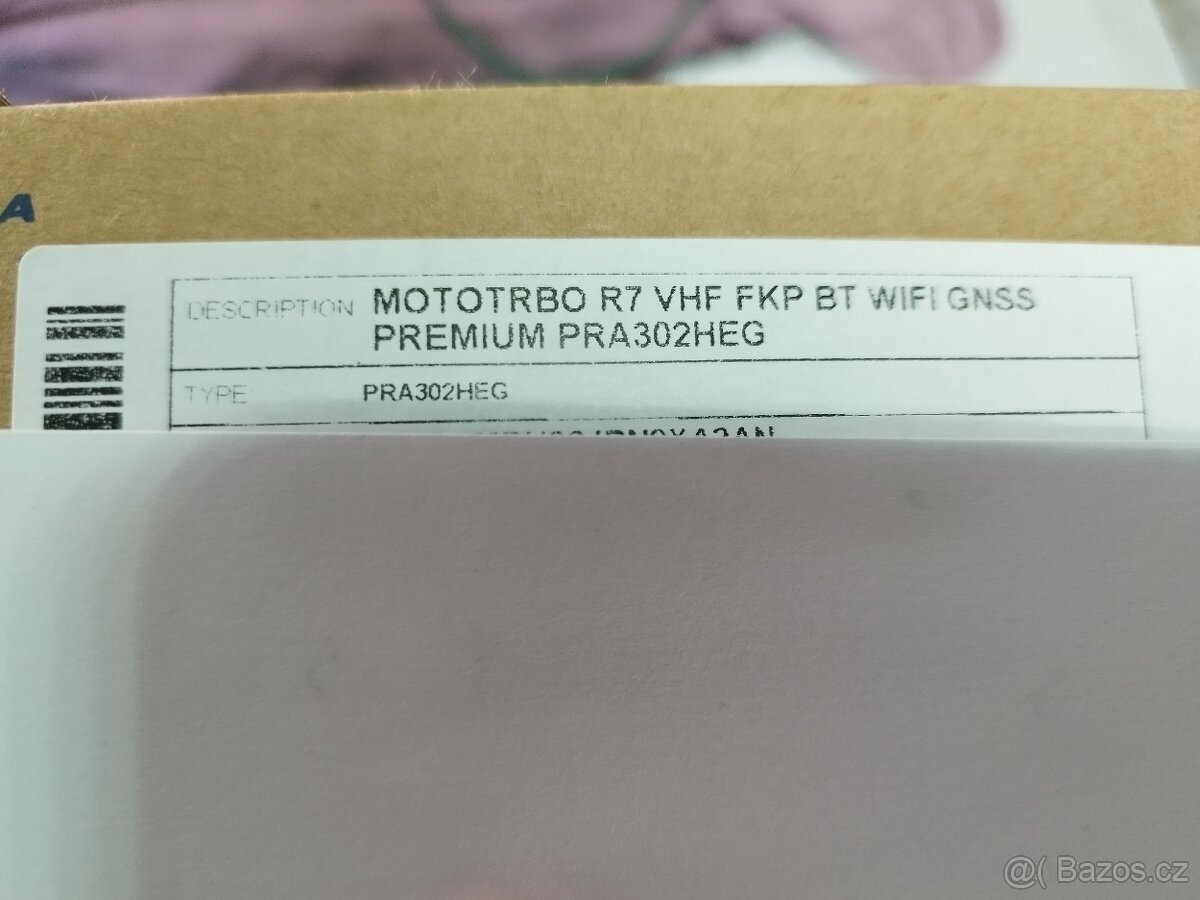 A
DESCRIPTION MOTOTRBO R7 VHF FKP BT WIFI GNSS
PREMIUM PRA302HEG
TYPE PRA302HEG
@( Bazos.cz